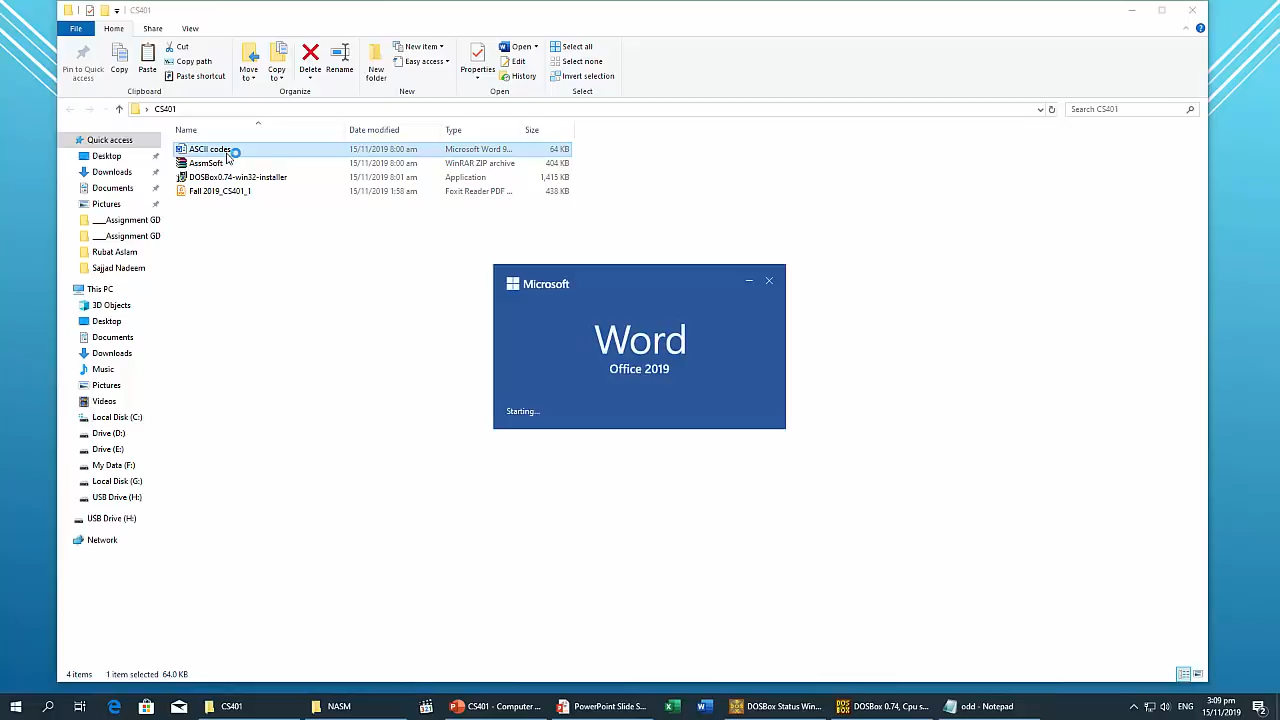 CS401
File Home Share View
Pin to Quick access
Copy
Paste
Cut
Copy path
Paste shortcut
Clipboard
Move to
Copy to
Delete
Rename
Organize
New folder
New item
Easy access
New
Properties
Open
Edit
History
Open
Select all
Select none
Invert selection
Select
CS401
Search CS401
Name Date modified Type Size
ASCII codes 15/11/2019 8:00 am Microsoft Word 9... 64 KB
AssmSoft 15/11/2019 8:00 am WinRAR ZIP archive 404 KB
DOSBox0.74-win32-installer 15/11/2019 8:01 am Application 1,415 KB
Fall 2019_CS401_1 15/11/2019 1:58 am Foxit Reader PDF ... 438 KB
Quick access
Desktop
Downloads
Documents
Pictures
___Assignment GD
___Assignment GD
Rubat Aslam
Sajjad Nadeem
This PC
3D Objects
Desktop
Documents
Downloads
Music
Pictures
Videos
Local Disk (C:)
Drive (D:)
Drive (E:)
My Data (F:)
Local Disk (G:)
USB Drive (H:)
USB Drive (H:)
Network
Microsoft
Word
Office 2019
Starting...
4 items 1 item selected 64.0 KB
CS401
NASM
CS401 - Computer ...
PowerPoint Slide S...
DOSBox Status Win...
DOSBox 0.74, Cpu s...
odd - Notepad
3:09 pm
15/11/2019
2